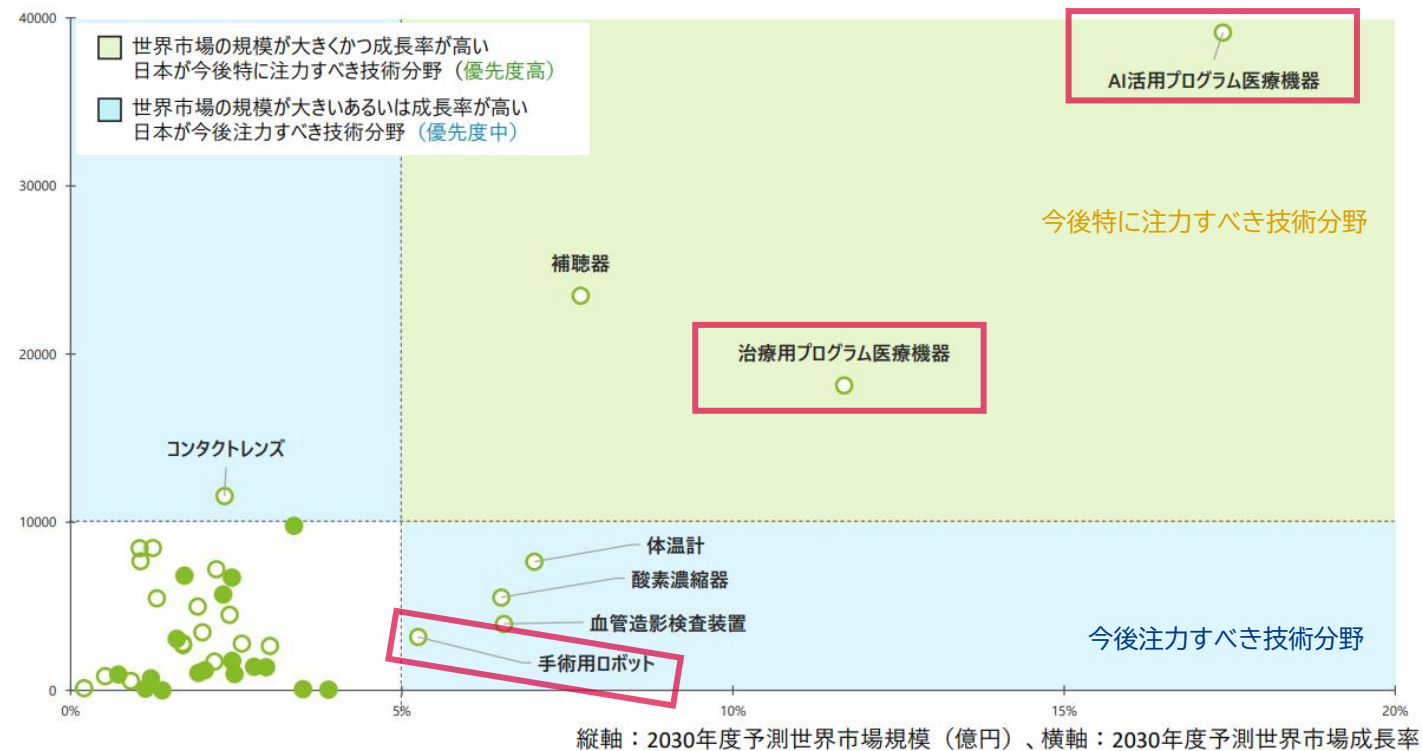 40000
世界市場の規模が大きくかつ成長率が高い
日本が今後特に注力すべき技術分野（優先度高）
世界市場の規模が大きいあるいは成長率が高い
日本が今後注力すべき技術分野（優先度中）
AI活用プログラム医療機器
30000
今後特に注力すべき技術分野
補聴器
20000
治療用プログラム医療機器
コンタクトレンズ
10000
体温計
酸素濃縮器
血管造影検査装置
今後注力すべき技術分野
手術用ロボット
0
0% 5% 10% 15% 20%
縦軸：2030年度予測世界市場規模（億円）、横軸：2030年度予測世界市場成長率